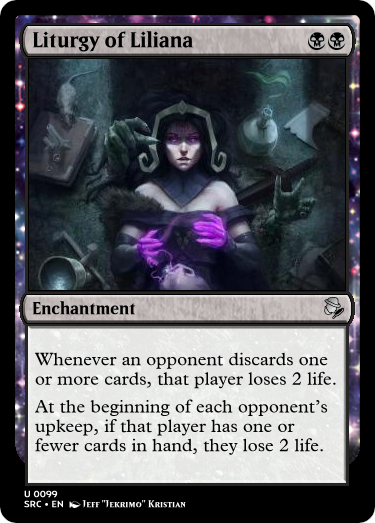 Liturgy of Liliana
Enchantment
Whenever an opponent discards one
or more cards, that player loses 2 life.
At the beginning of each opponent's
upkeep, if that player has one or
fewer cards in hand, they lose 2 life.
U 0099
SRC • EN Jeff "Jekrimo" Kristian